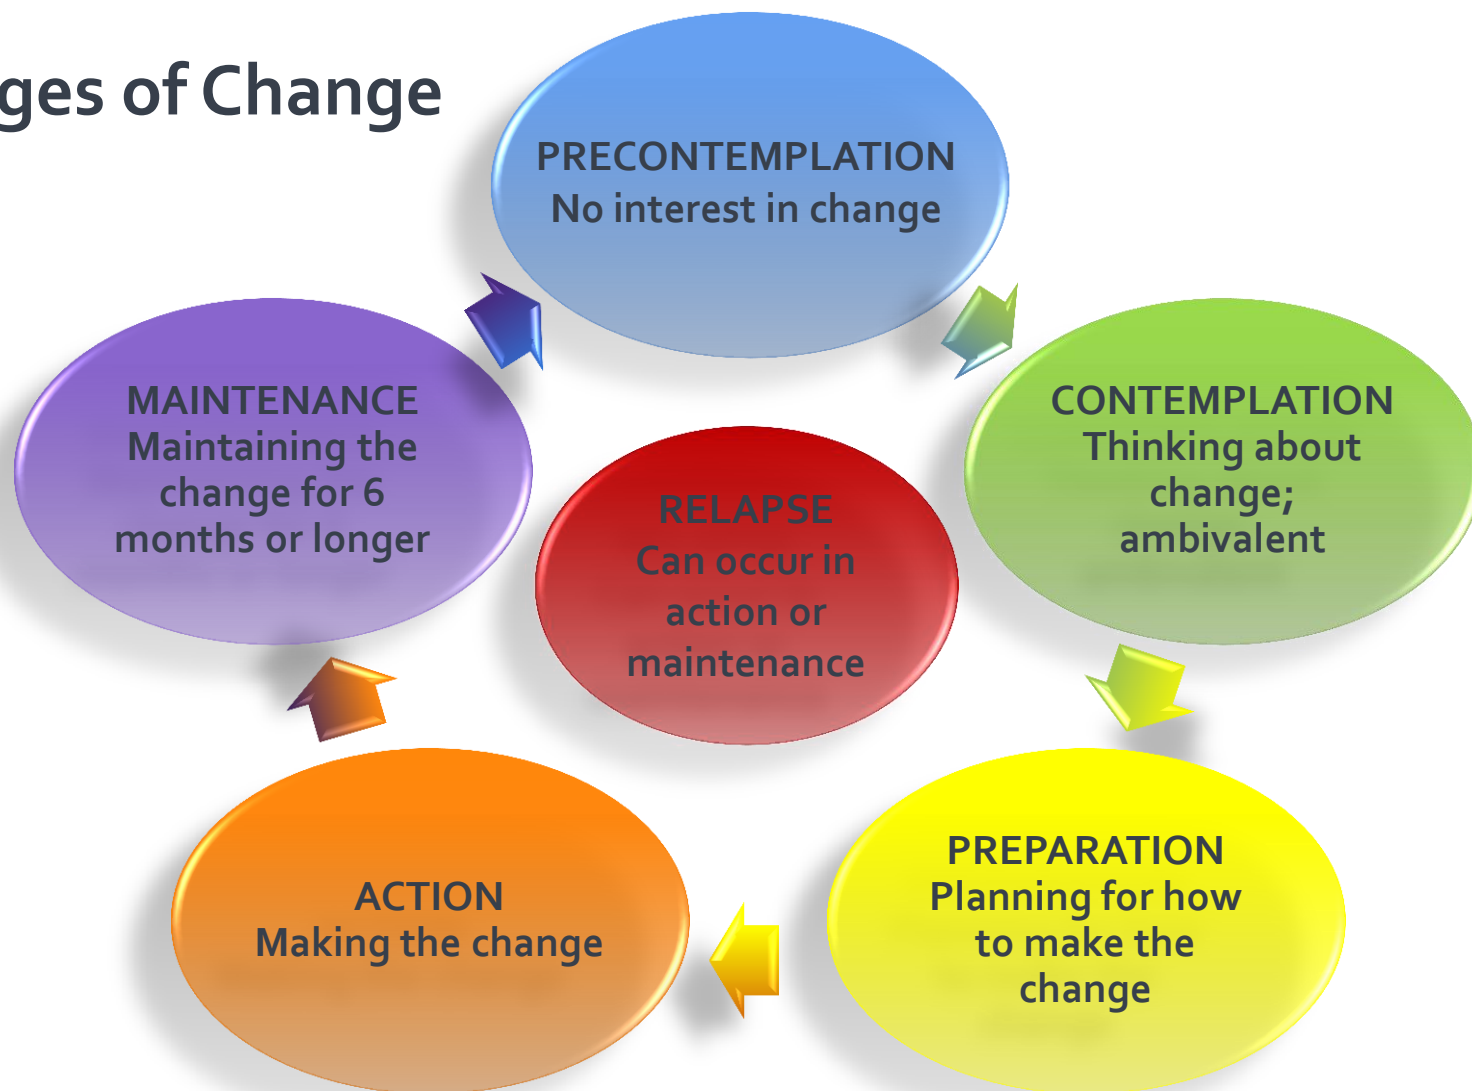 ges of Change
PRECONTEMPLATION
No interest in change
CONTEMPLATION
Thinking about
change;
ambivalent
PREPARATION
Planning for how
to make the
change
ACTION
Making the change
MAINTENANCE
Maintaining the
change for 6
months or longer
RELAPSE
Can occur in
action or
maintenance